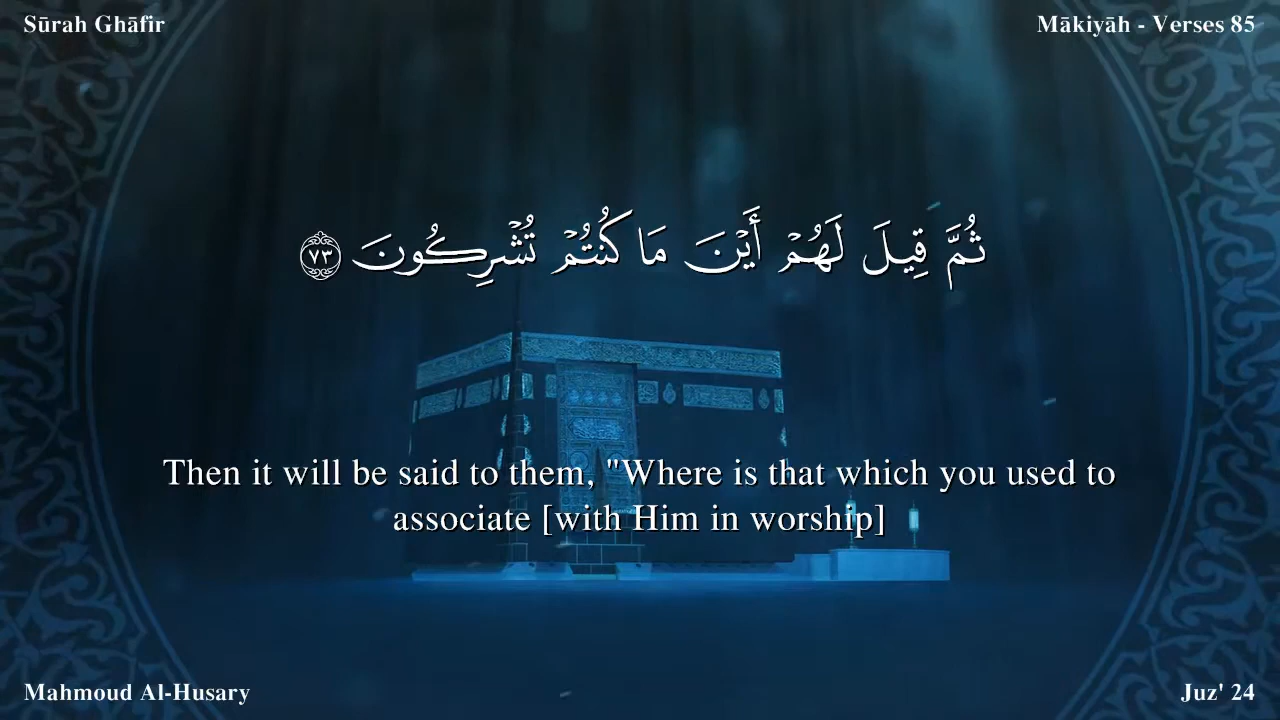 Sūrah Ghāfir
Mākiyāh - Verses 85
ثُمَّ قِيلَ لَهُمْ أَيْنَ مَا كُنتُمْ تُشْرِكُونَ ٧٣
Then it will be said to them, "Where is that which you used to
associate [with Him in worship]
Mahmoud Al-Husary
Juz' 24